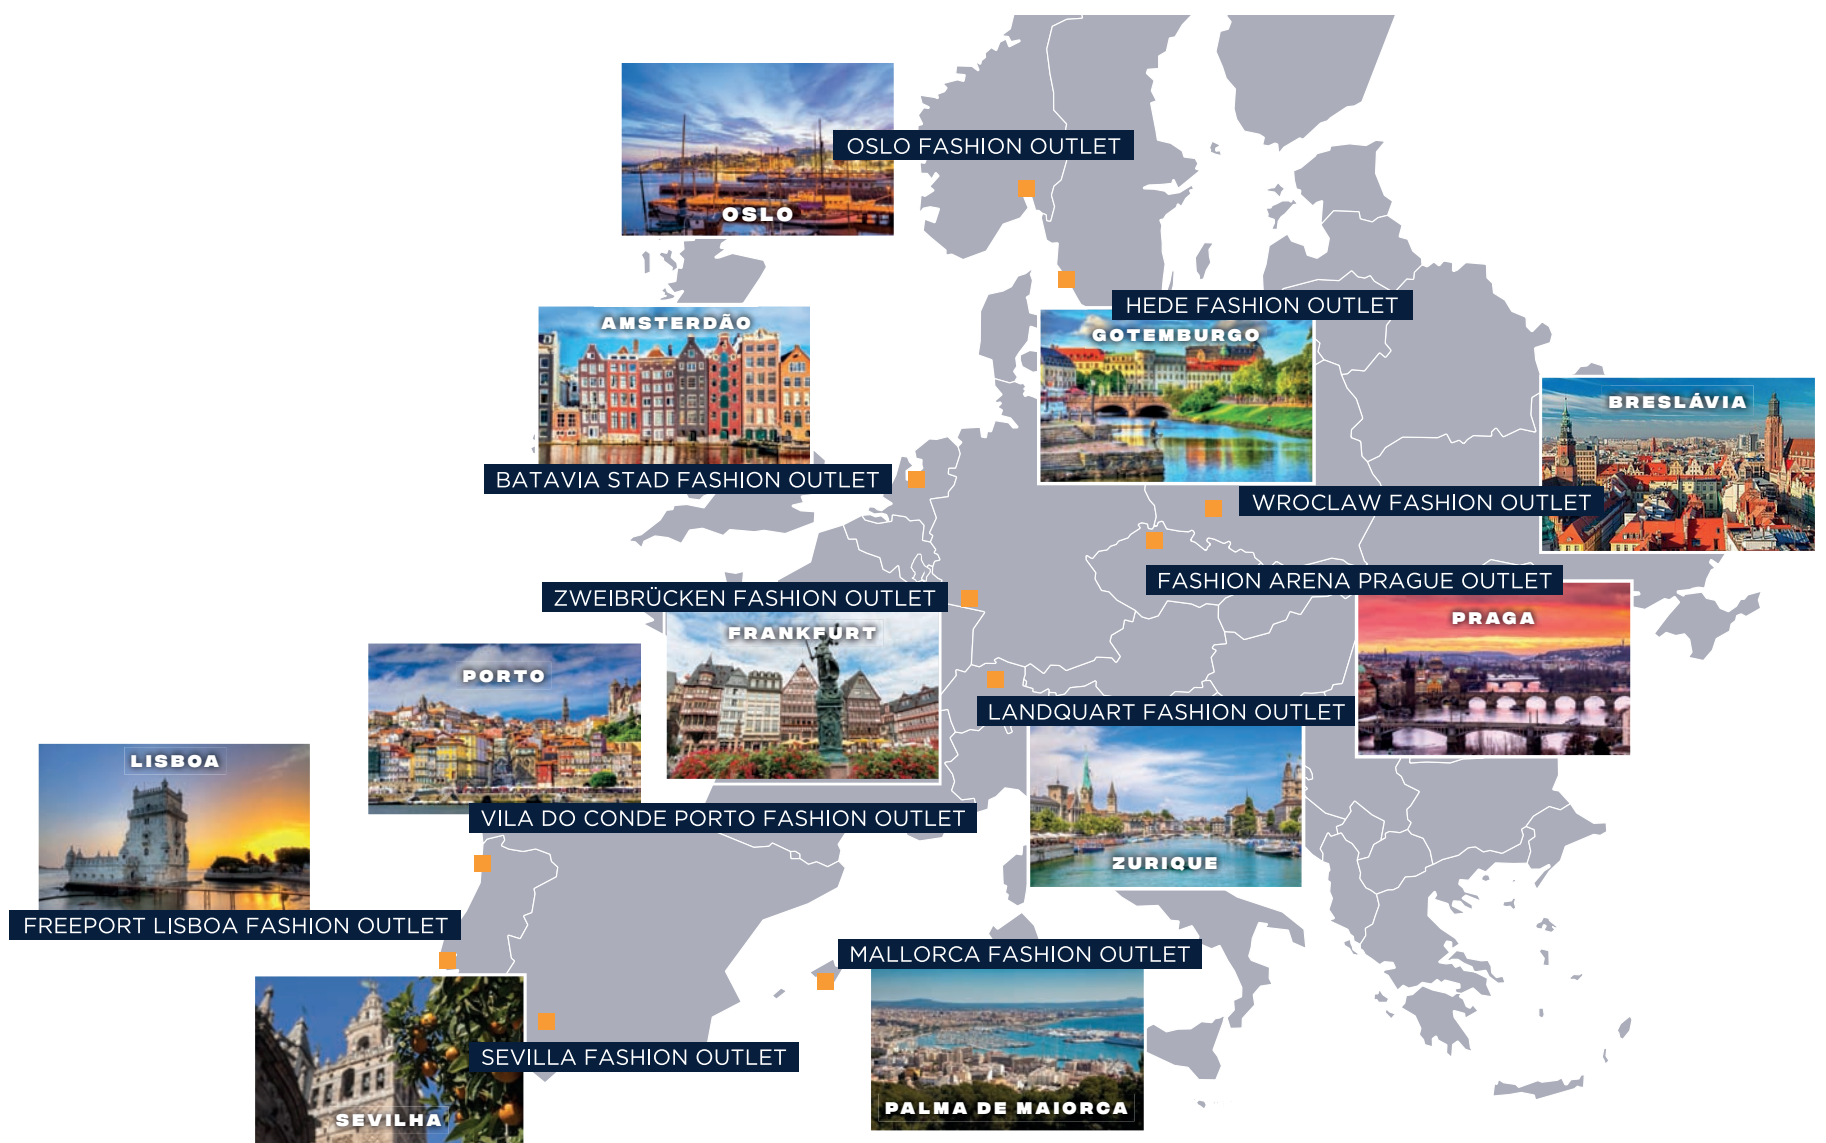 OSLO FASHION OUTLET
OSLO
HEDE FASHION OUTLET
GOTEMBURGO
AMSTERDÃO
BATAVIA STAD FASHION OUTLET
BRESLÁVIA
WROCLAW FASHION OUTLET
FASHION ARENA PRAGUE OUTLET
PRAGA
ZWEIBRÜCKEN FASHION OUTLET
FRANKFURT
PORTO
VILA DO CONDE PORTO FASHION OUTLET
LANDQUART FASHION OUTLET
ZURIQUE
LISBOA
FREEPORT LISBOA FASHION OUTLET
MALLORCA FASHION OUTLET
PALMA DE MAIORCA
SEVILLA FASHION OUTLET
SEVILHA